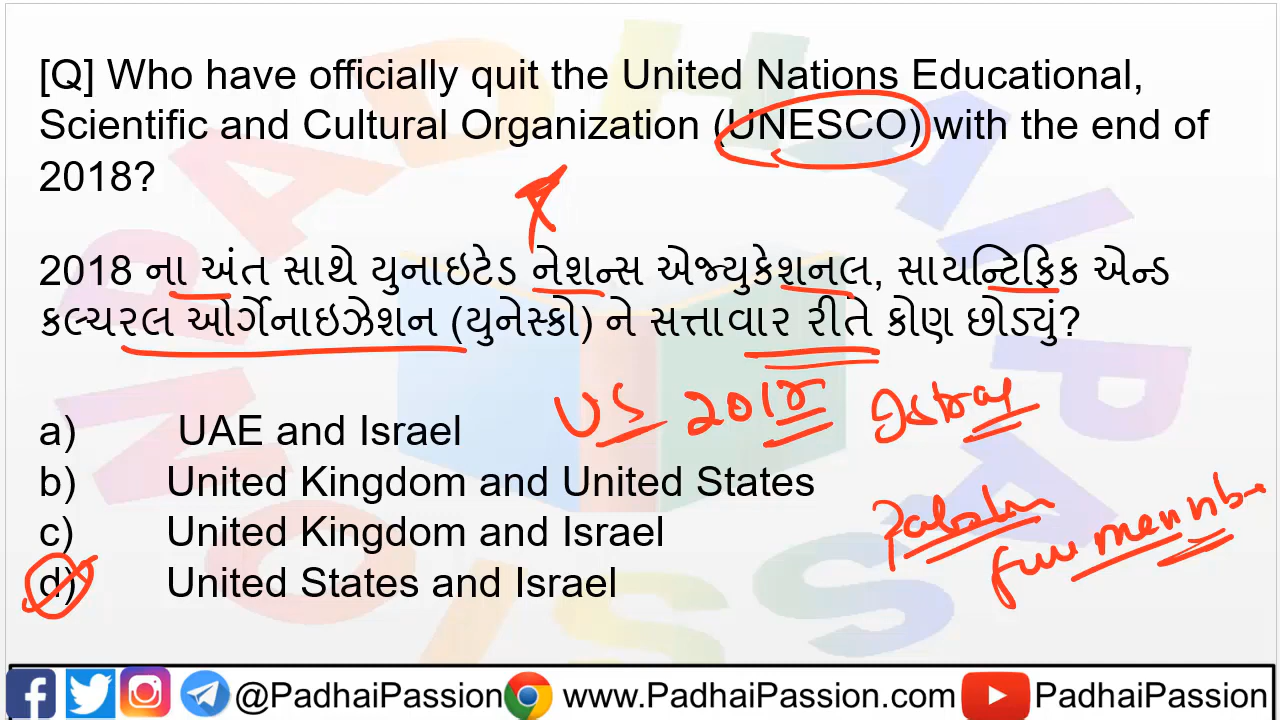 [Q] Who have officially quit the United Nations Educational,
Scientific and Cultural Organization (UNESCO) with the end of
2018?
2018 ના અંત સાથે યુનાઇટેડ નેશન્સ એજ્યુકેશનલ, સાયન્ટિફિક એન્ડ
કલ્ચરલ ઓર્ગેનાઇઝેશન (યુનેસ્કો) ને સત્તાવાર રીતે કોણ છોડ્યું?
US 2018
a) UAE and Israel
b) United Kingdom and United States
c) United Kingdom and Israel
d) United States and Israel
@PadhaiPassion www.PadhaiPassion.com PadhaiPassion